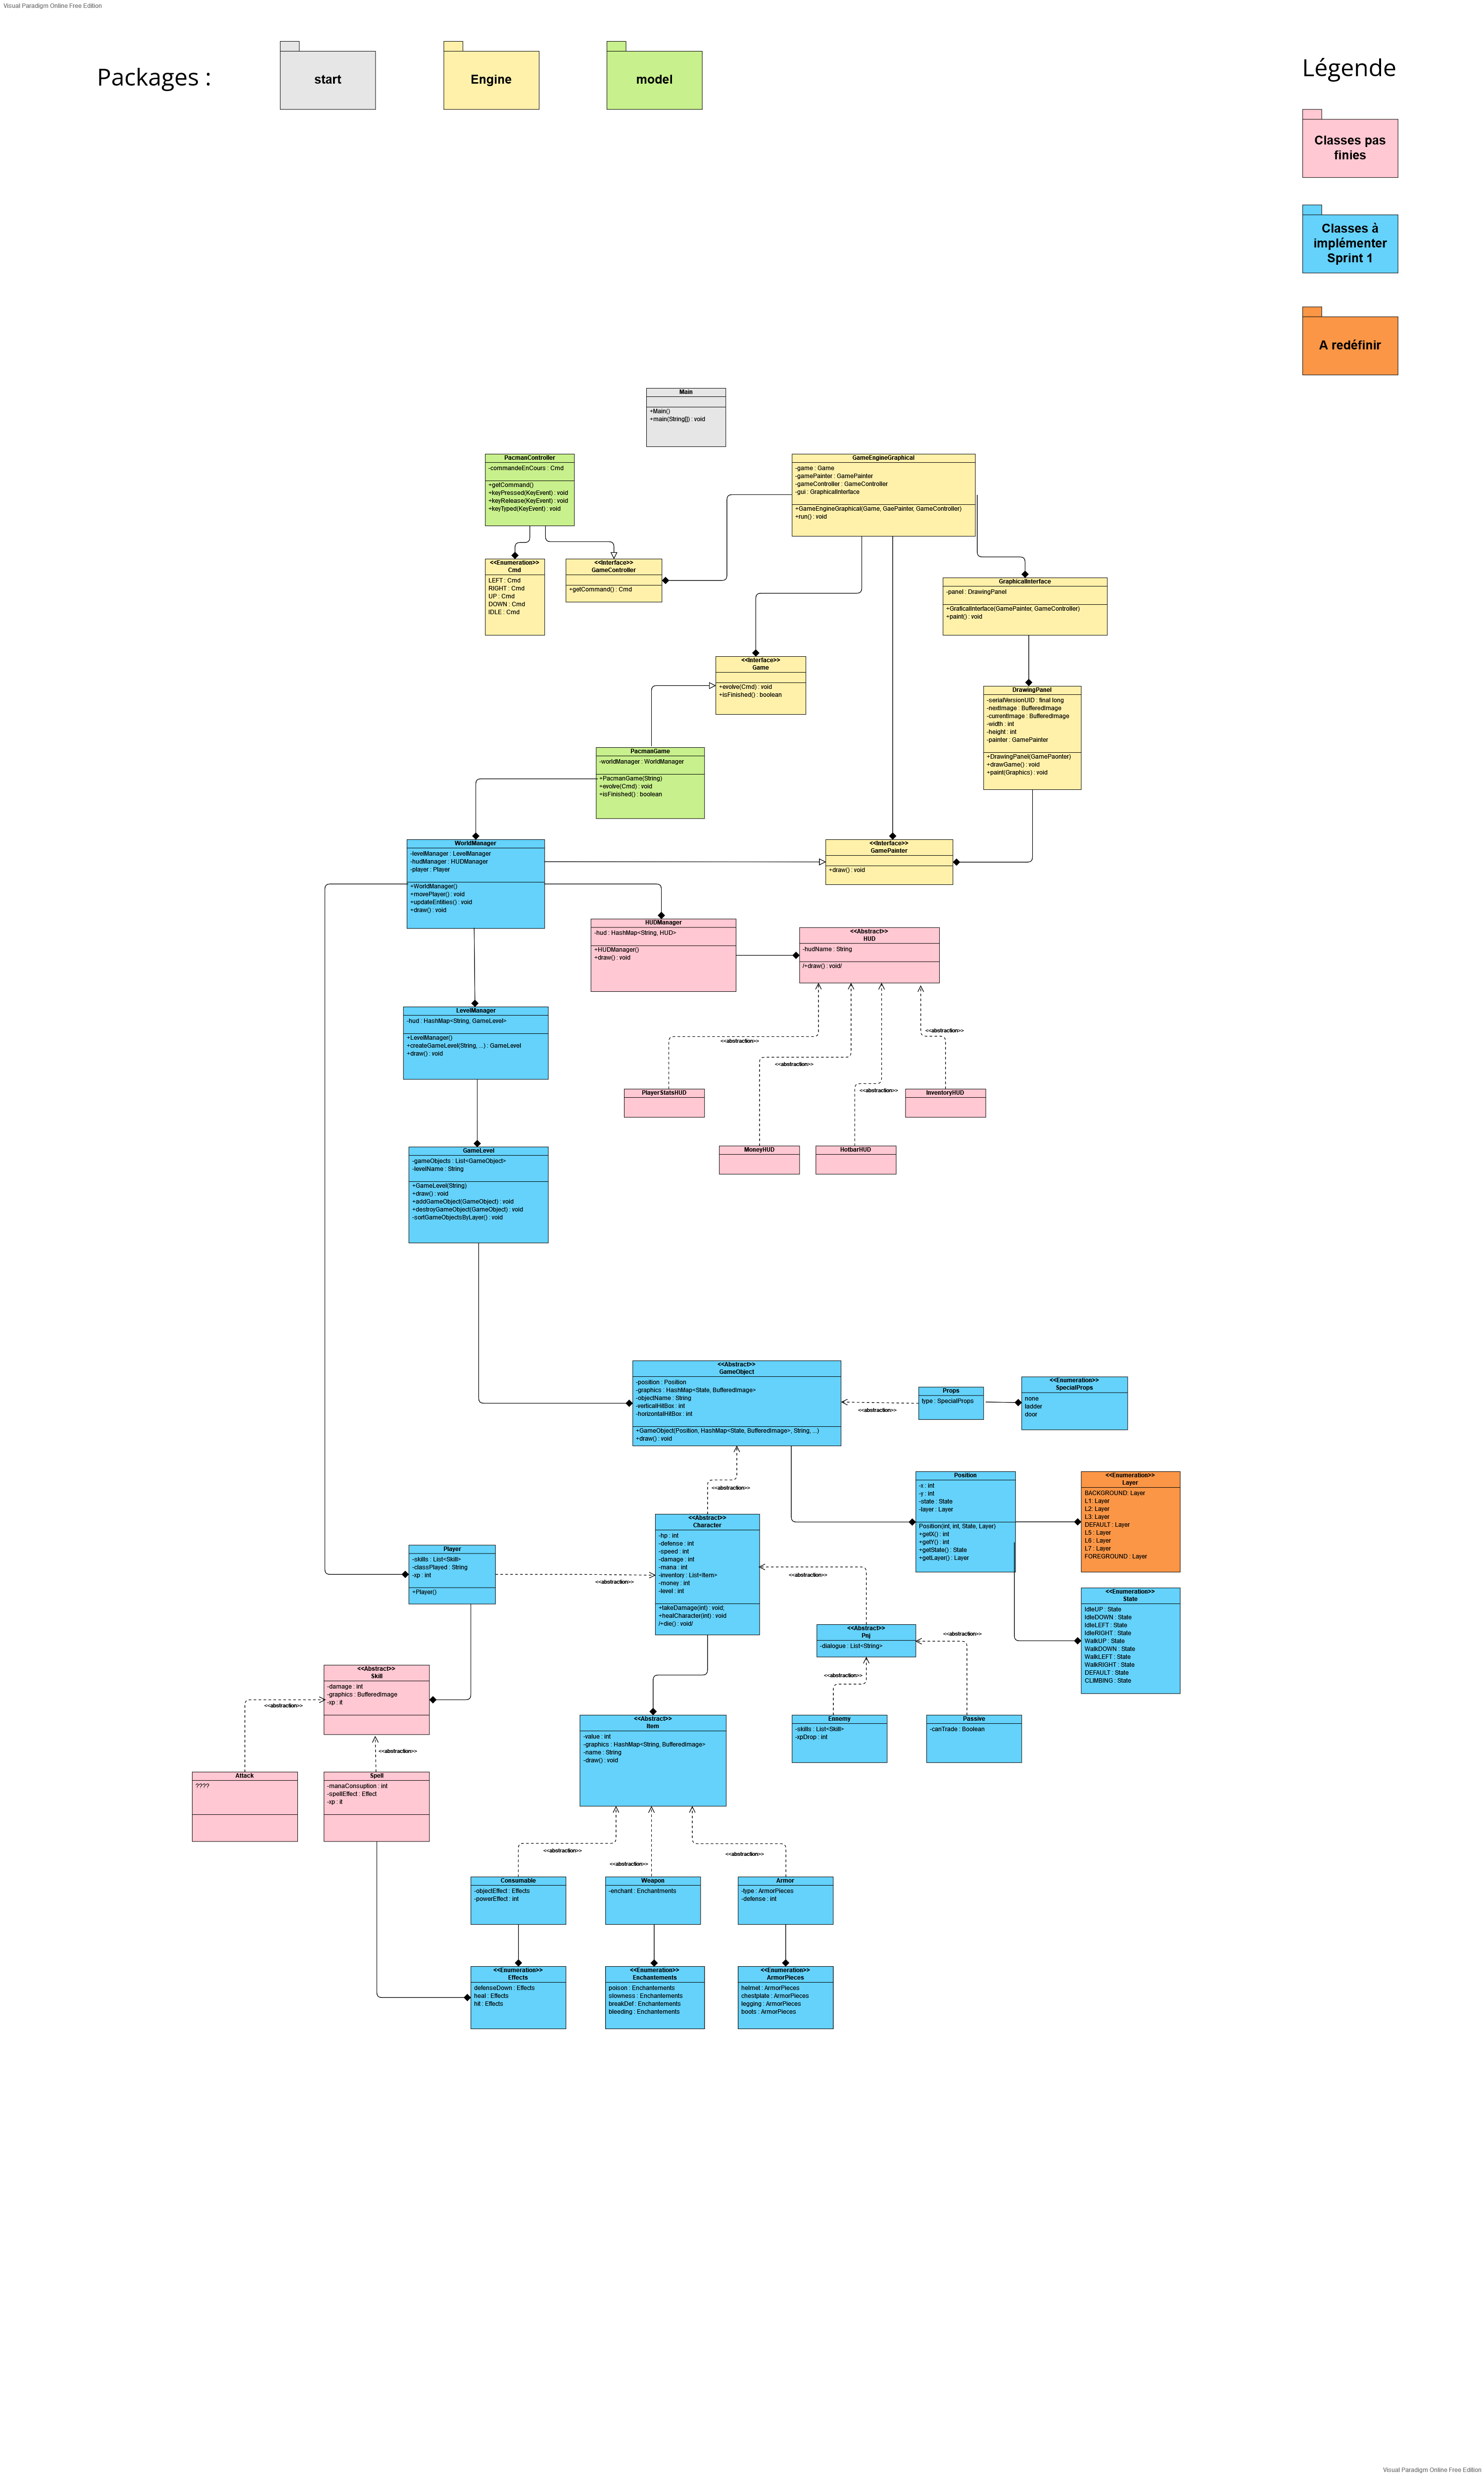 Visual Paradigm Online Free Edition
Packages :
start
Engine
model
Légende
Classes pas
finies
Classes à
implémenter
Sprint 1
A redéfinir
Main
+Main()
+main(String[]) : void
PacmanController
-commandeEnCours : Cmd
+getCommand()
+keyPressed(KeyEvent) : void
+keyRelease(KeyEvent) : void
+keyTyped(KeyEvent) : void
GameEngineGraphical
-game : Game
-gamePainter : GamePainter
-gameController : GameController
-gui : GraphicalInterface
+GameEngineGraphical(Game, GaePainter, GameController)
+run() : void
<<Enumeration>>
Cmd
LEFT : Cmd
RIGHT : Cmd
UP : Cmd
DOWN : Cmd
IDLE : Cmd
<<Interface>>
GameController
+getCommand() : Cmd
GraphicalInterface
-panel : DrawingPanel
+GraficalInterface(GamePainter, GameController)
+paint() : void
<<Interface>>
Game
+evolve(Cmd) : void
+isFinished() : boolean
DrawingPanel
-serialVersionUID : final long
-nextImage : BufferedImage
-currentImage : BufferedImage
-width : int
-height : int
-painter : GamePainter
+DrawingPanel(GamePaonter)
+drawGame() : void
+paint(Graphics) : void
PacmanGame
-worldManager : WorldManager
+PacmanGame(String)
+evolve(Cmd) : void
+isFinished() : boolean
WorldManager
-levelManager : LevelManager
-hudManager : HUDManager
-player : Player
+WorldManager()
+movePlayer() : void
+updateEntities() : void
+draw() : void
<<Interface>>
GamePainter
+draw() : void
HUDManager
-hud : HashMap<String, HUD>
+HUDManager()
+draw() : void
<<Abstract>>
HUD
-hudName : String
/+draw() : void/
LevelManager
-hud : HashMap<String, GameLevel>
+LevelManager()
+createGameLevel(String, ...) : GameLevel
+draw() : void
<<abstraction>>
<<abstraction>>
<<abstraction>>
<<abstraction>>
PlayerStatsHUD
InventoryHUD
MoneyHUD
HotbarHUD
GameLevel
-gameObjects : List<GameObject>
-levelName : String
+GameLevel(String)
+draw() : void
+addGameObject(GameObject) : void
+destroyGameObject(GameObject) : void
-sortGameObjectsByLayer() : void
<<Abstract>>
GameObject
-position : Position
-graphics : HashMap<State, BufferedImage>
-objectName : String
-verticalHitBox : int
-horizontalHitBox : int
+GameObject(Position, HashMap<State, BufferedImage>, String, ...)
+draw() : void
<<abstraction>>
Props
type : SpecialProps
<<Enumeration>>
SpecialProps
none
ladder
door
<<abstraction>>
Position
-x : int
-y : int
-state : State
-layer : Layer
Position(int, int, State, Layer)
+getX() : int
+getY() : int
+getState() : State
+getLayer() : Layer
<<Enumeration>>
Layer
BACKGROUND: Layer
L1: Layer
L2: Layer
L3: Layer
DEFAULT : Layer
L5 : Layer
L6 : Layer
L7 : Layer
FOREGROUND : Layer
<<Abstract>>
Character
-hp : int
-defense : int
-speed : int
-damage : int
-mana : int
-inventory : List<Item>
-money : int
-level : int
+takeDamage(int) : void;
+healCharacter(int) : void
/+die() : void/
Player
-skills : List<Skill>
-classPlayed : String
-xp : int
+Player()
<<abstraction>>
<<abstraction>>
<<Enumeration>>
State
IdleUP : State
IdleDOWN : State
IdleLEFT : State
IdleRIGHT : State
WalkUP : State
WalkDOWN : State
WalkLEFT : State
WalkRIGHT : State
DEFAULT : State
CLIMBING : State
<<Abstract>>
Pnj
-dialogue : List<String>
<<abstraction>>
<<abstraction>>
<<Abstract>>
Skill
-damage : int
-graphics : BufferedImage
-xp : it
<<abstraction>>
<<abstraction>>
<<Abstract>>
Item
-value : int
-graphics : HashMap<String, BufferedImage>
-name : String
-draw() : void
Ennemy
-skills : List<Skill>
-xpDrop : int
Passive
-canTrade : Boolean
Attack
????
Spell
-manaConsuption : int
-spellEffect : Effect
-xp : it
<<abstraction>>
<<abstraction>>
<<abstraction>>
Consumable
-objectEffect : Effects
-powerEffect : int
Weapon
-enchant : Enchantments
Armor
-type : ArmorPieces
-defense : int
<<Enumeration>>
Effects
defenseDown : Effects
heal : Effects
hit : Effects
<<Enumeration>>
Enchantements
poison : Enchantements
slowness : Enchantements
breakDef : Enchantements
bleeding : Enchantements
<<Enumeration>>
ArmorPieces
helmet : ArmorPieces
chestplate : ArmorPieces
legging : ArmorPieces
boots : ArmorPieces
Visual Paradigm Online Free Edition